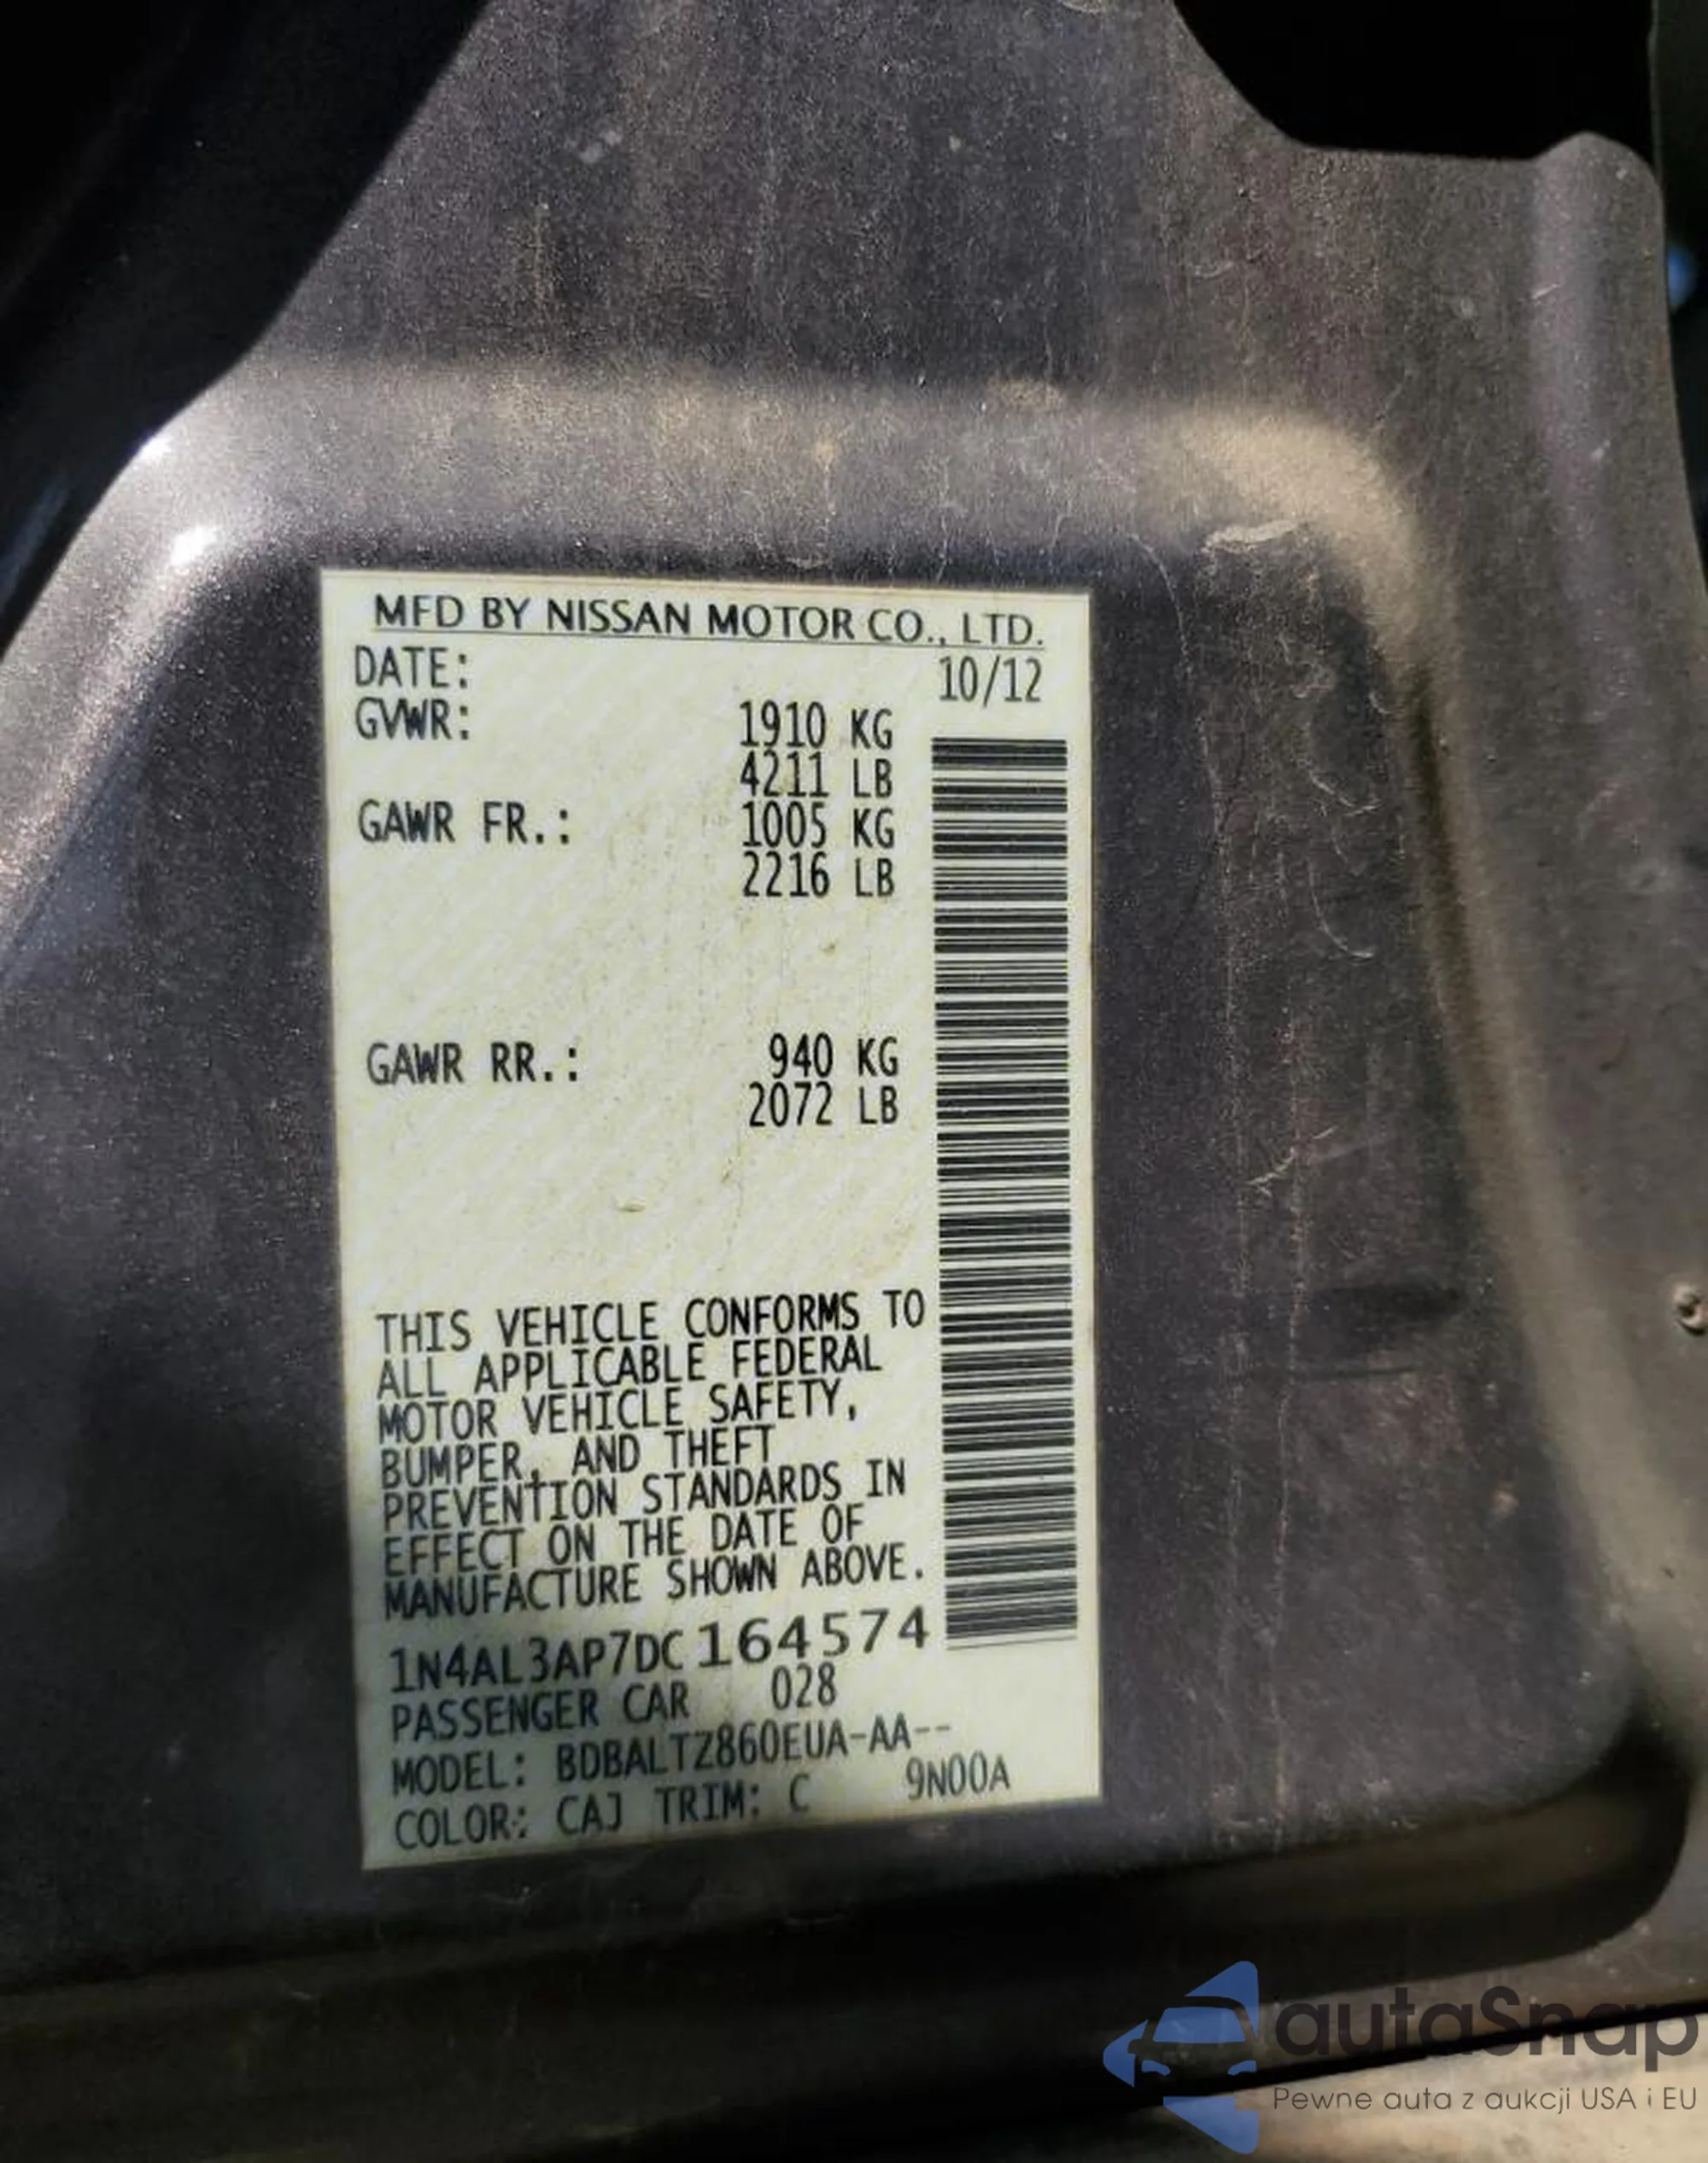 MFD BY NISSAN MOTOR CO., LTD.
DATE: 10/12
GVWR: 1910 KG
4211 LB
GAWR FR.: 1005 KG
2216 LB
GAWR RR.: 940 KG
2072 LB
THIS VEHICLE CONFORMS TO
ALL APPLICABLE FEDERAL
MOTOR VEHICLE SAFETY,
BUMPER, AND THEFT
PREVENTION STANDARDS IN
EFFECT ON THE DATE OF
MANUFACTURE SHOWN ABOVE.
1N4AL3AP7DC164574
PASSENGER CAR 028
MODEL: BDBALTZ860EUA-AA--
COLOR: CAJ TRIM: C 9N00A
autaSnap
Pewne auta z aukcji USA i EU